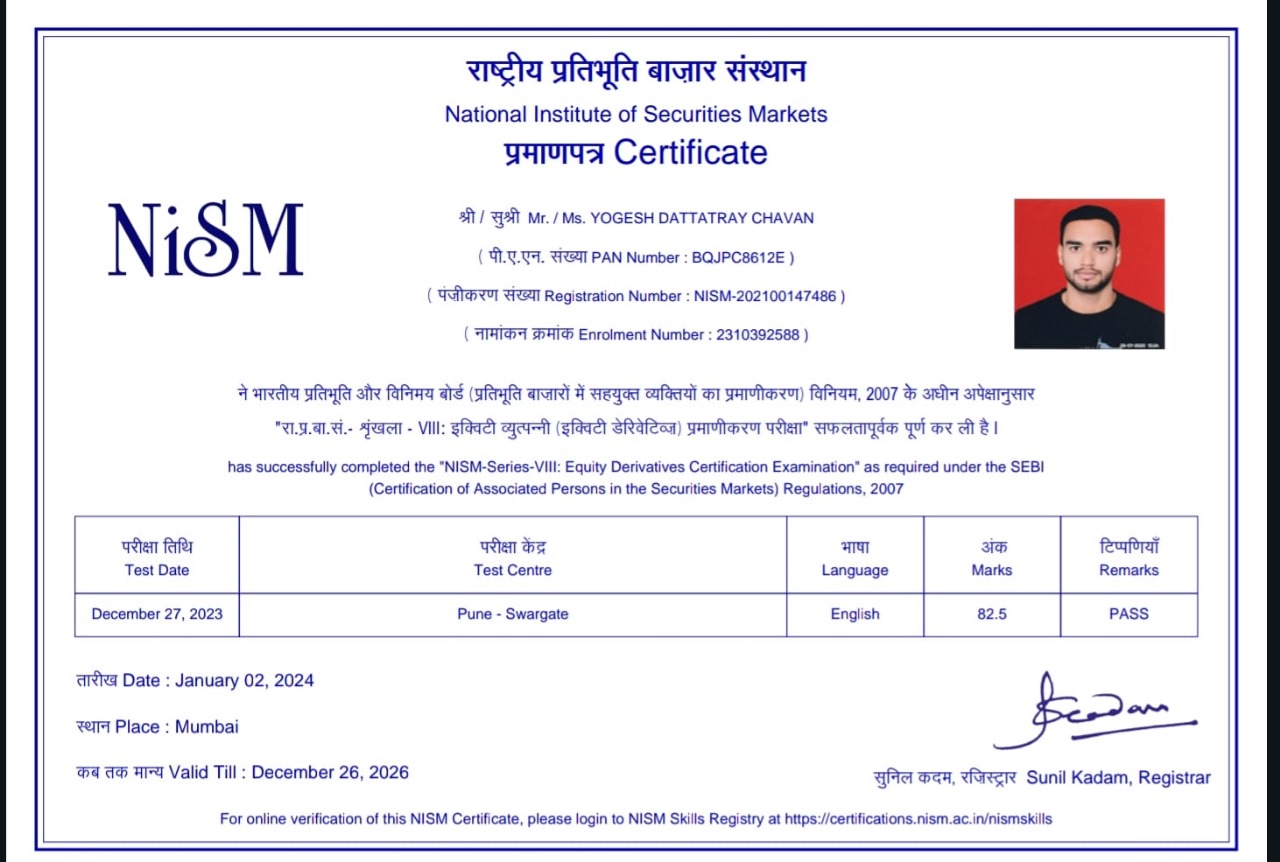 राष्ट्रीय प्रतिभूति बाज़ार संस्थान
National Institute of Securities Markets
प्रमाणपत्र Certificate
NiSM
श्री / सुश्री Mr. / Ms. YOGESH DATTATRAY CHAVAN
( पी.ए.एन. संख्या PAN Number : BQJPC8612E )
( पंजीकरण संख्या Registration Number : NISM-202100147486 )
( नामांकन क्रमांक Enrolment Number : 2310392588 )
ने भारतीय प्रतिभूति और विनिमय बोर्ड (प्रतिभूति बाजारों में सहयुक्त व्यक्तियों का प्रमाणीकरण) विनियम, 2007 के अधीन अपेक्षानुसार
"रा.प्र.बा.सं.- शृंखला - VIII: इक्विटी व्युत्पन्नी (इक्विटी डेरिवेटिव्ज़) प्रमाणीकरण परीक्षा" सफलतापूर्वक पूर्ण कर ली है।
has successfully completed the "NISM-Series-VIII: Equity Derivatives Certification Examination" as required under the SEBI
(Certification of Associated Persons in the Securities Markets) Regulations, 2007
परीक्षा तिथि परीक्षा केंद्र भाषा अंक टिप्पणियाँ
Test Date Test Centre Language Marks Remarks
December 27, 2023 Pune - Swargate English 82.5 PASS
तारीख Date : January 02, 2024
स्थान Place : Mumbai
कब तक मान्य Valid Till : December 26, 2026
सुनिल कदम, रजिस्ट्रार Sunil Kadam, Registrar
For online verification of this NISM Certificate, please login to NISM Skills Registry at https://certifications.nism.ac.in/nismskills